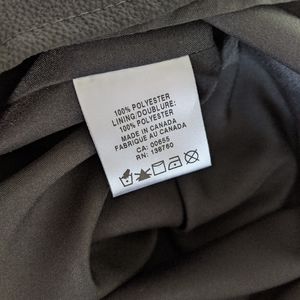 100% POLYESTER
LINING/DOUBLURE:
100% POLYESTER
MADE IN CANADA
FABRIQUE AU CANADA
CA: 00655
RN: 138760